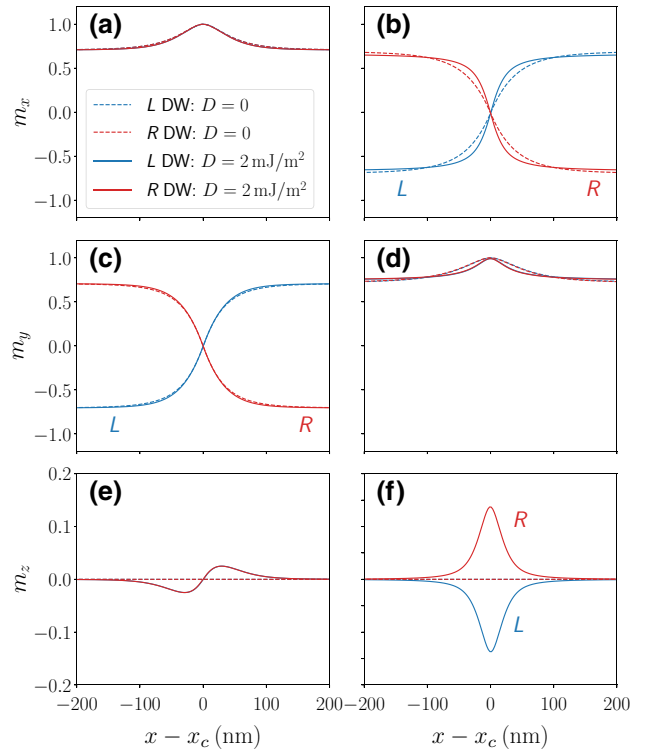 (a)
(b)
1.0
0.5
0.0
−0.5
−1.0
m_x
L DW: D = 0
R DW: D = 0
L DW: D = 2 mJ/m²
R DW: D = 2 mJ/m²
L
R
(c)
(d)
1.0
0.5
0.0
−0.5
−1.0
m_y
L
R
(e)
(f)
0.2
0.1
0.0
−0.1
−0.2
m_z
R
L
−200 −100 0 100 200
−200 −100 0 100 200
x − x_c (nm)
x − x_c (nm)